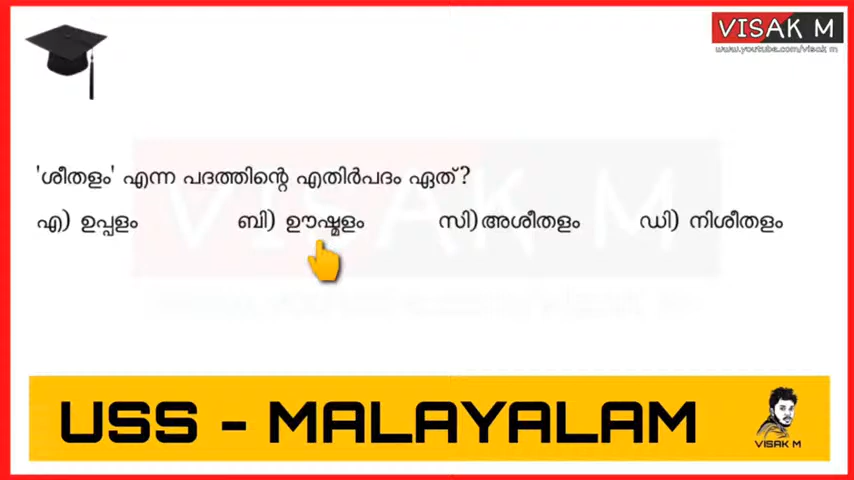 VISAK M
www.youtube.com/visak m
'ശീതളം' എന്ന പദത്തിന്റെ എതിർപദം ഏത്?
എ) ഉപ്പളം ബി) ഊഷ്മളം സി)അശീതളം ഡി) നിശീതളം
USS - MALAYALAM
VISAK M